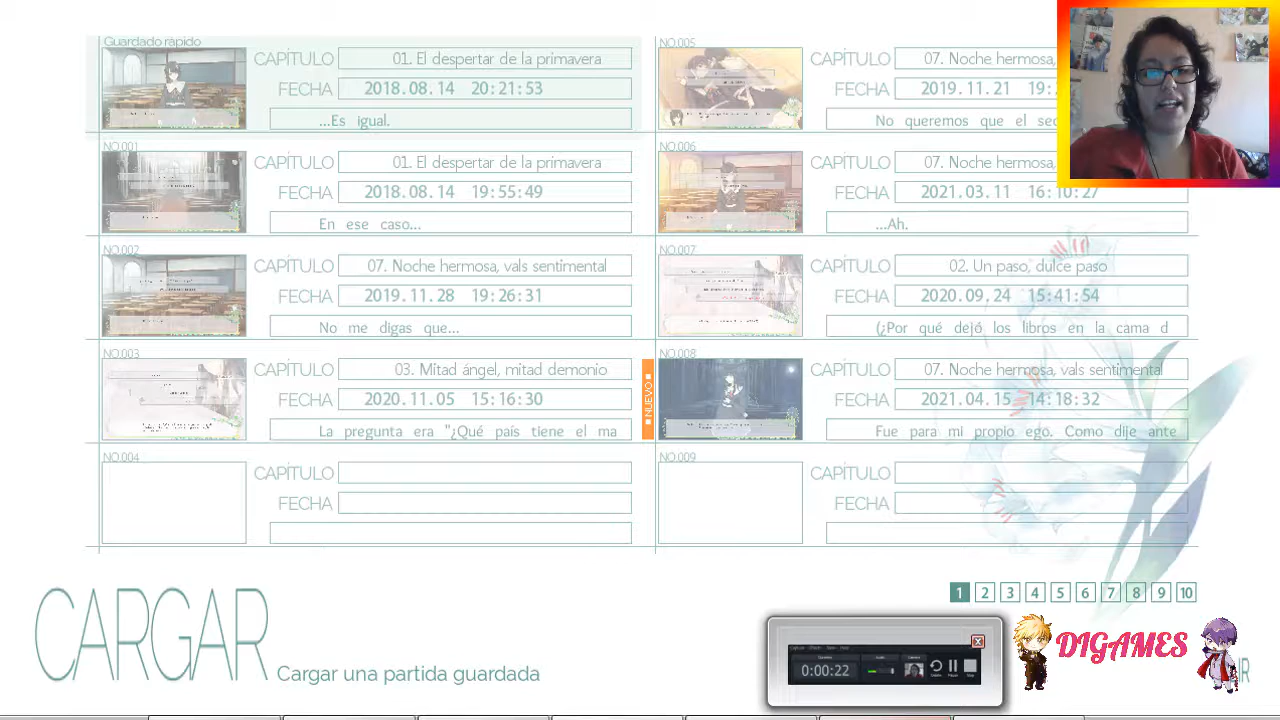 Guardado rápido
CAPÍTULO 01. El despertar de la primavera
FECHA 2018.08.14 20:21:53
...Es igual.
NO.001
CAPÍTULO 01. El despertar de la primavera
FECHA 2018.08.14 19:55:49
En ese caso...
NO.002
CAPÍTULO Noche hermosa, vals sentimental
FECHA
No me digas que...
NO.003
CAPÍTULO 03. Mitad ángel, mitad demonio
FECHA 2020.11.05 15:16:30
La pregunta era "¿Qué país tiene el ma
NO.004
CAPÍTULO
FECHA
NO.005
CAPÍTULO 07. Noche hermosa,
FECHA 2019.11.21
No queremos que el sec
NO.006
CAPÍTULO 07. Noche hermosa,
FECHA 2021.03.11 16:10:27
...Ah.
NO.007
CAPÍTULO 02. Un paso, dulce paso
FECHA 2020.09.24 15:41:54
(¿Por qué dejó los libros en la cama d
NUEVO
NO.008
CAPÍTULO 07. Noche hermosa, vals sentimental
FECHA 2021.04.15 14:18:32
Fue para mi propio ego. Como dije ante
NO.009
CAPÍTULO
FECHA
1 2 3 4 5 6 7 8 9 10
CARGAR
Cargar una partida guardada
0:00:22
DIGAMES